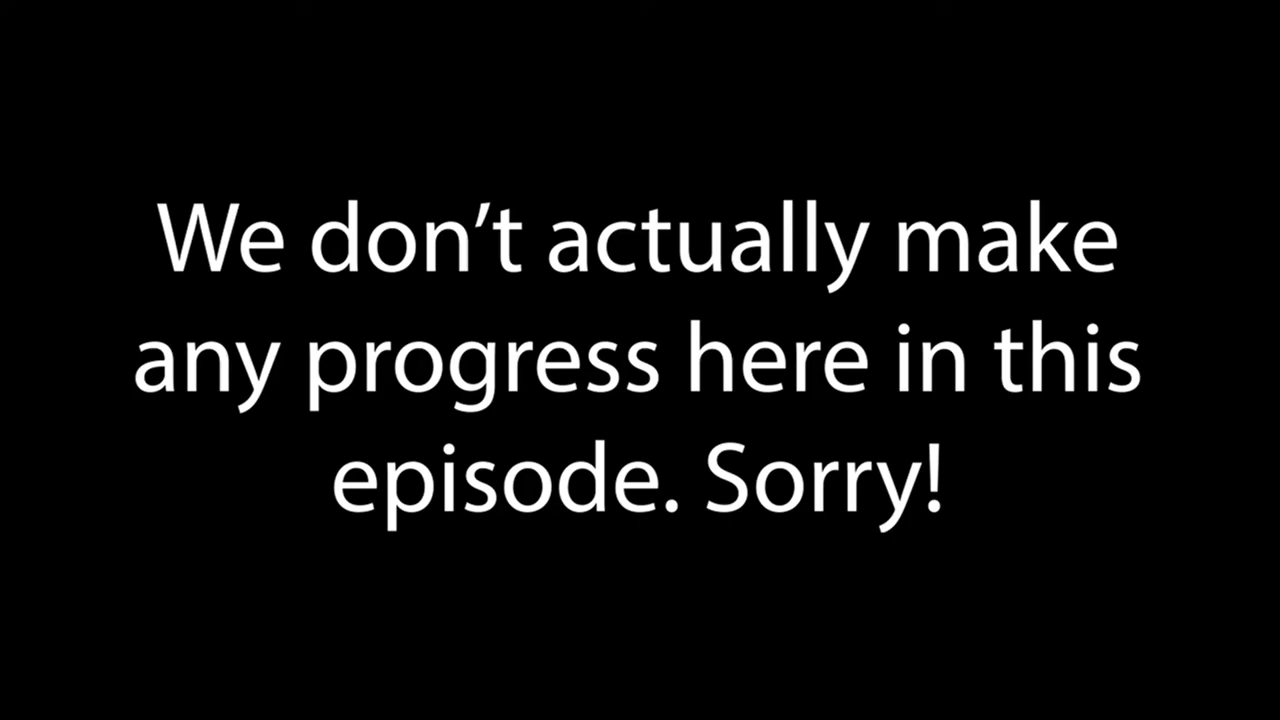 We don’t actually make
any progress here in this
episode. Sorry!